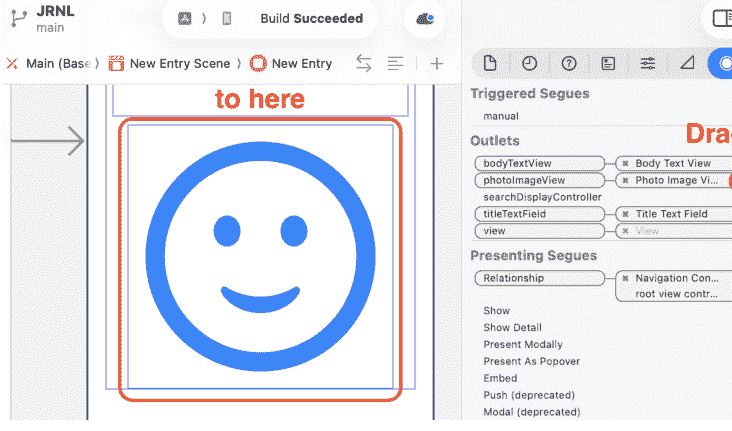 JRNL
main
Build Succeeded
Main (Base
New Entry Scene
New Entry
to here
Triggered Segues
manual
Dra
Outlets
bodyTextView
Body Text View
photoImageView
Photo Image Vi...
searchDisplayController
titleTextField
Title Text Field
view
View
Presenting Segues
Relationship
Navigation Con...
root view contr...
Show
Show Detail
Present Modally
Present As Popover
Embed
Push (deprecated)
Modal (deprecated)